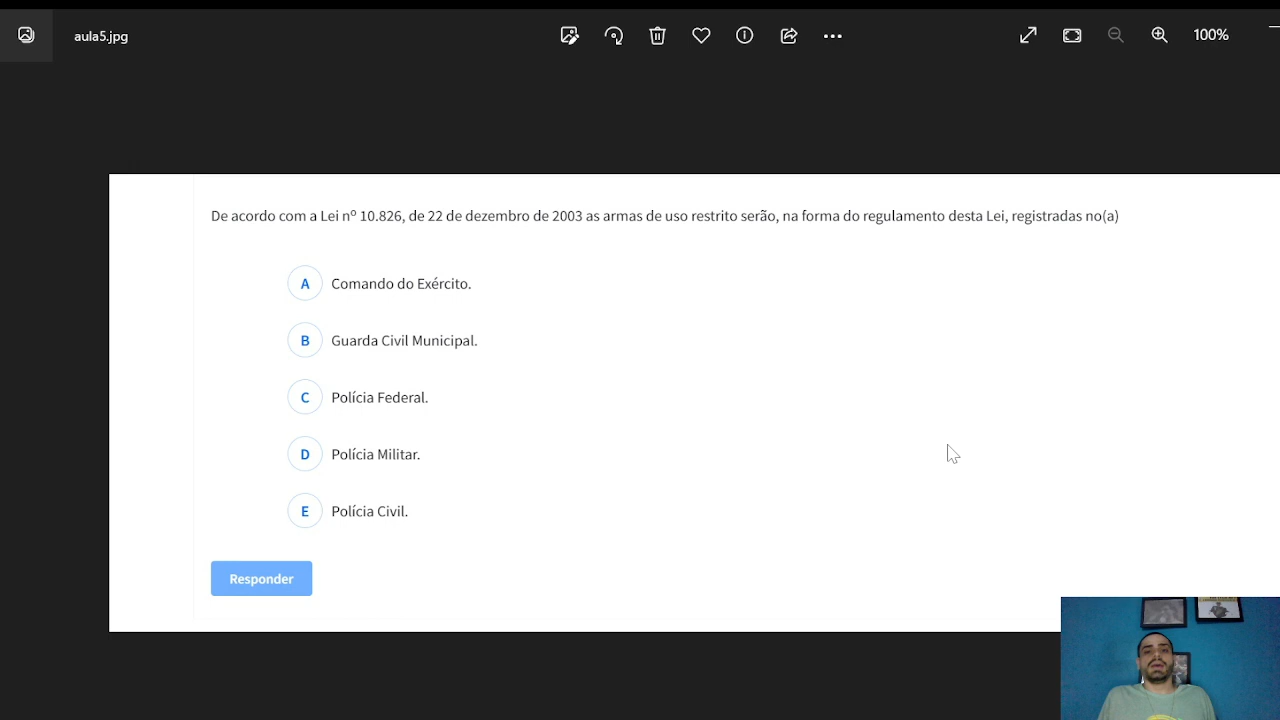 aula5.jpg
100%
De acordo com a Lei nº 10.826, de 22 de dezembro de 2003 as armas de uso restrito serão, na forma do regulamento desta Lei, registradas no(a)
A Comando do Exército.
B Guarda Civil Municipal.
C Polícia Federal.
D Polícia Militar.
E Polícia Civil.
Responder